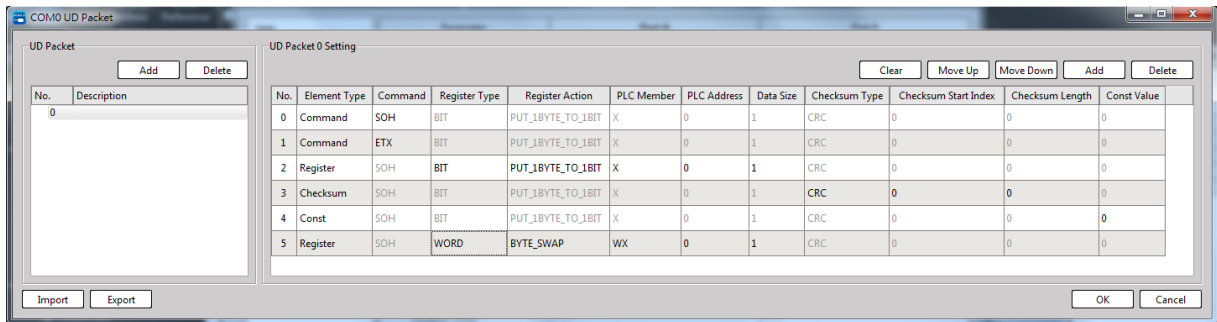 COM0 UD Packet
UD Packet
Add Delete
No. Description
0
UD Packet 0 Setting
Clear Move Up Move Down Add Delete
No. Element Type Command Register Type Register Action PLC Member PLC Address Data Size Checksum Type Checksum Start Index Checksum Length Const Value
0 Command SOH BIT PUT_1BYTE_TO_1BIT X 0 1 CRC 0 0 0
1 Command ETX BIT PUT_1BYTE_TO_1BIT X 0 1 CRC 0 0 0
2 Register SOH BIT PUT_1BYTE_TO_1BIT X 0 1 CRC 0 0 0
3 Checksum SOH BIT PUT_1BYTE_TO_1BIT X 0 1 CRC 0 0 0
4 Const SOH BIT PUT_1BYTE_TO_1BIT X 0 1 CRC 0 0 0
5 Register SOH WORD BYTE_SWAP WX 0 1 CRC 0 0 0
Import Export
OK Cancel